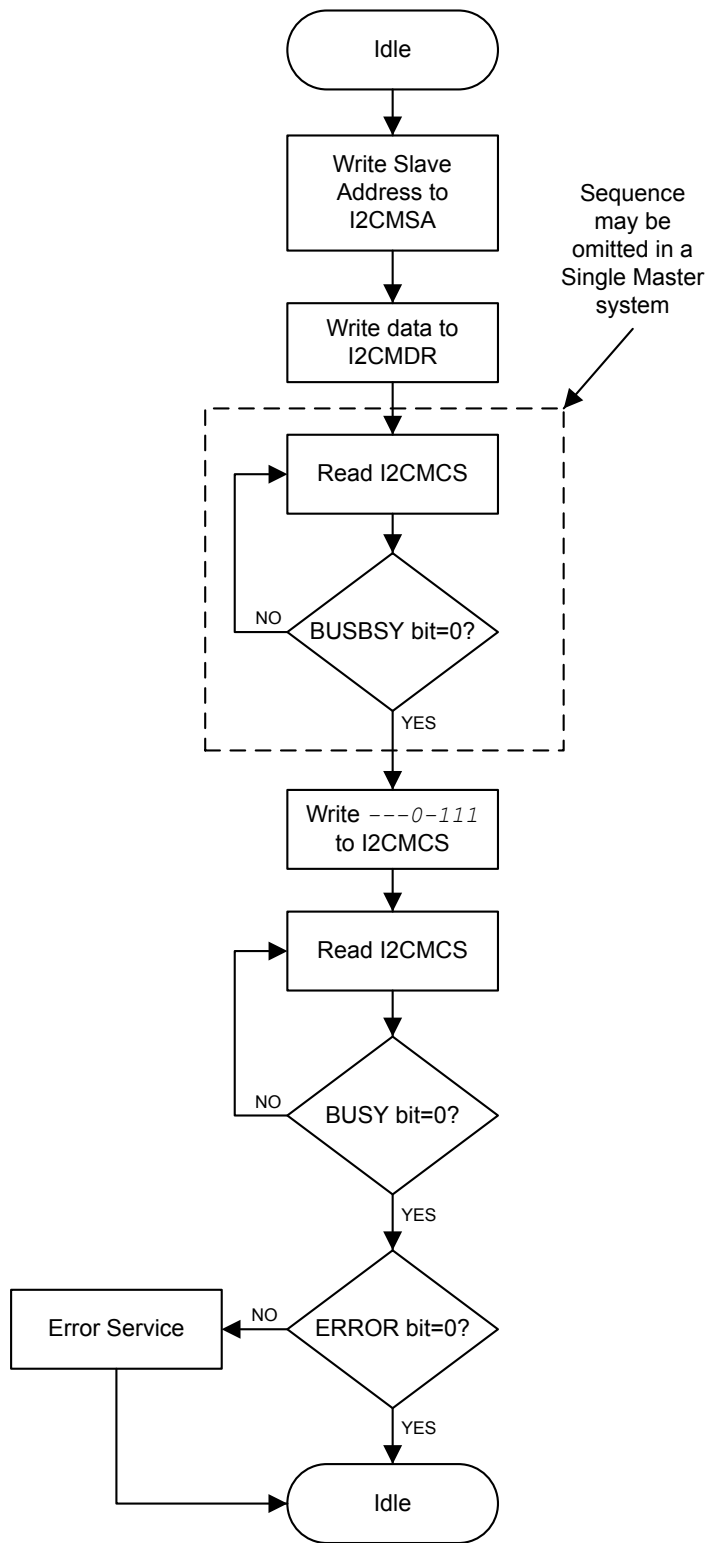 Idle
Write Slave
Address to
I2CMSA
Sequence
may be
omitted in a
Single Master
system
Write data to
I2CMDR
Read I2CMCS
NO
BUSBSY bit=0?
YES
Write ---0-111
to I2CMCS
Read I2CMCS
NO
BUSY bit=0?
YES
Error Service
NO
ERROR bit=0?
YES
Idle